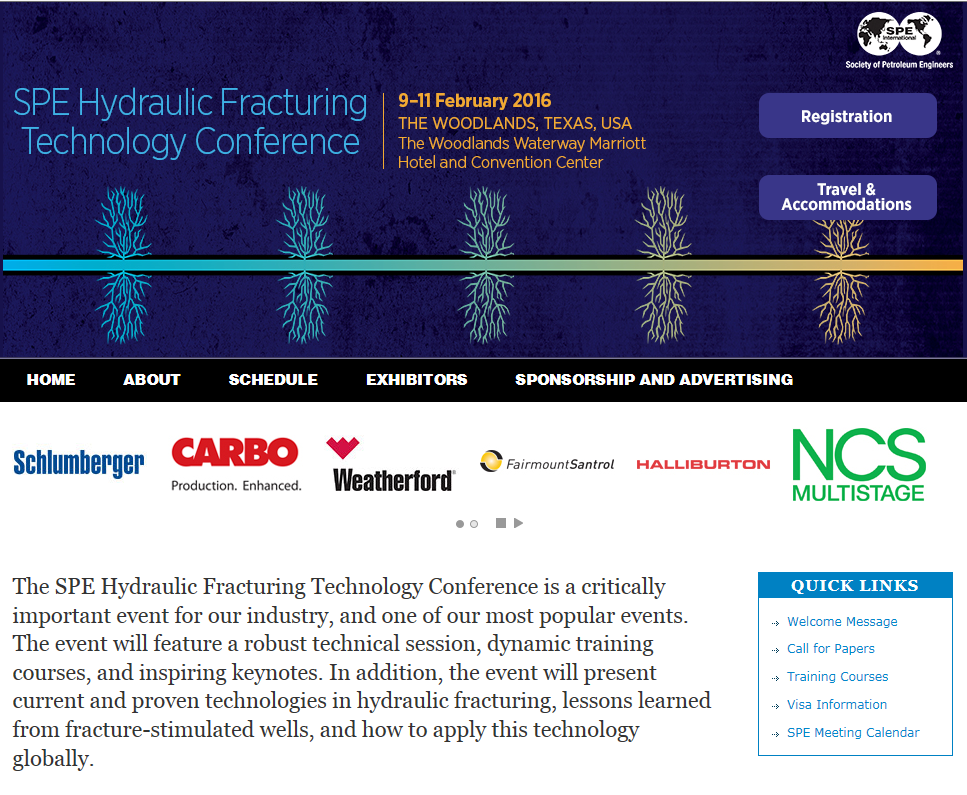 SPE International
Society of Petroleum Engineers
SPE Hydraulic Fracturing
Technology Conference
9–11 February 2016
THE WOODLANDS, TEXAS, USA
The Woodlands Waterway Marriott
Hotel and Convention Center
Registration
Travel &
Accommodations
HOME ABOUT SCHEDULE EXHIBITORS SPONSORSHIP AND ADVERTISING
Schlumberger
CARBO
Production. Enhanced.
Weatherford®
FairmountSantrol
HALLIBURTON
NCS
MULTISTAGE
The SPE Hydraulic Fracturing Technology Conference is a critically
important event for our industry, and one of our most popular events.
The event will feature a robust technical session, dynamic training
courses, and inspiring keynotes. In addition, the event will present
current and proven technologies in hydraulic fracturing, lessons learned
from fracture-stimulated wells, and how to apply this technology
globally.
QUICK LINKS
Welcome Message
Call for Papers
Training Courses
Visa Information
SPE Meeting Calendar